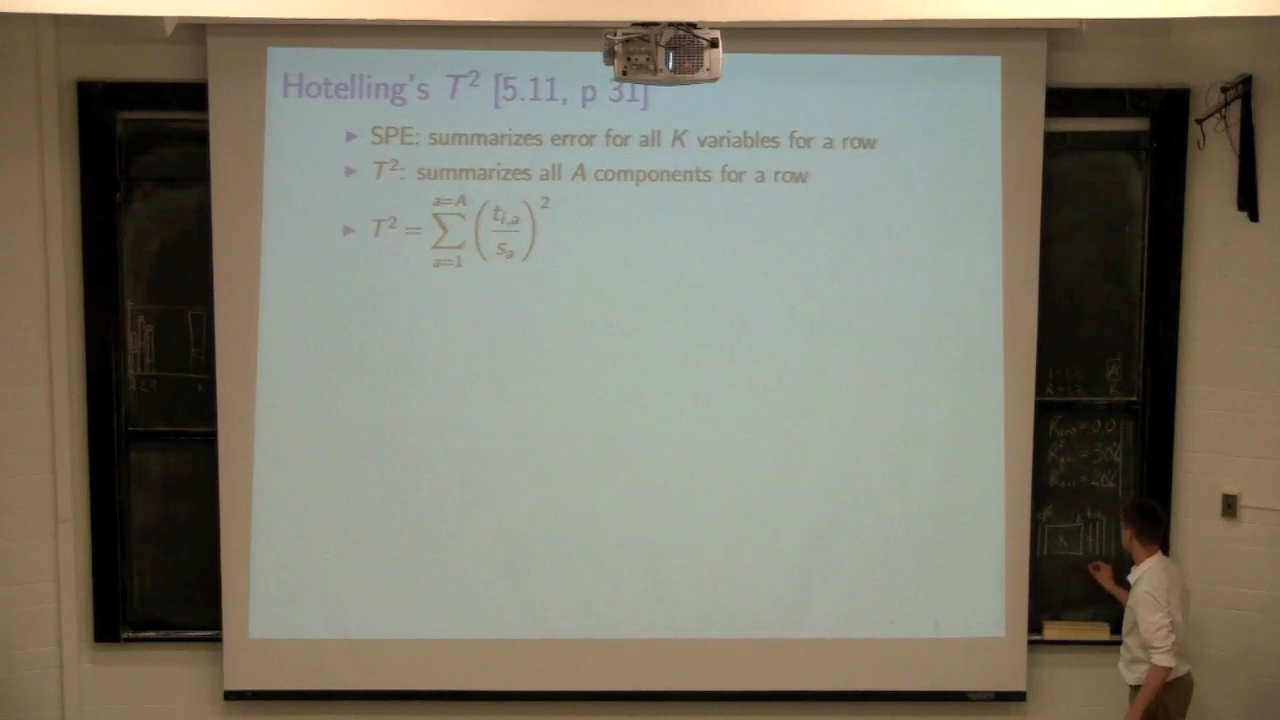 Hotelling's T² [5.11, p 31]
▶ SPE: summarizes error for all K variables for a row
▶ T²: summarizes all A components for a row
▶ T² = ∑_{a=1}^{a=A} (t_{i,a} / s_a)²
X